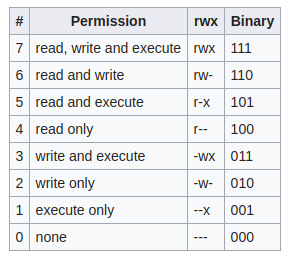 # Permission rwx Binary
7 read, write and execute rwx 111
6 read and write rw- 110
5 read and execute r-x 101
4 read only r-- 100
3 write and execute -wx 011
2 write only -w- 010
1 execute only --x 001
0 none --- 000